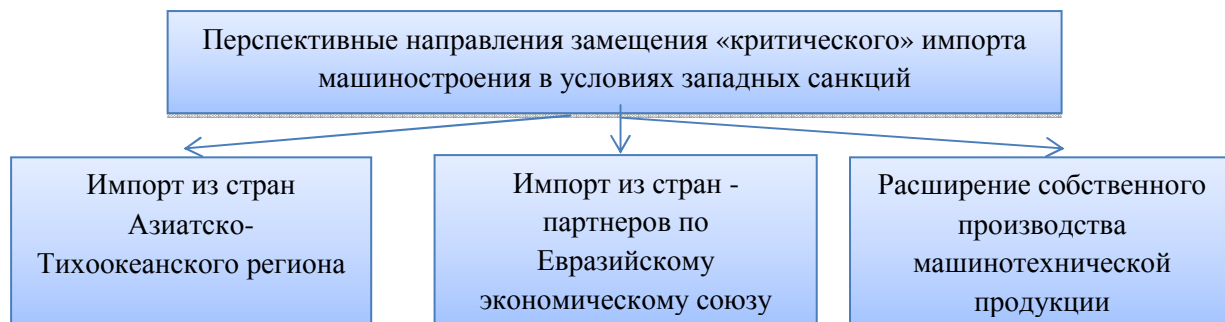 Перспективные направления замещения «критического» импорта
машиностроения в условиях западных санкций
Импорт из стран
Азиатско-
Тихоокеанского региона
Импорт из стран -
партнеров по
Евразийскому
экономическому союзу
Расширение собственного
производства
машинотехнической
продукции